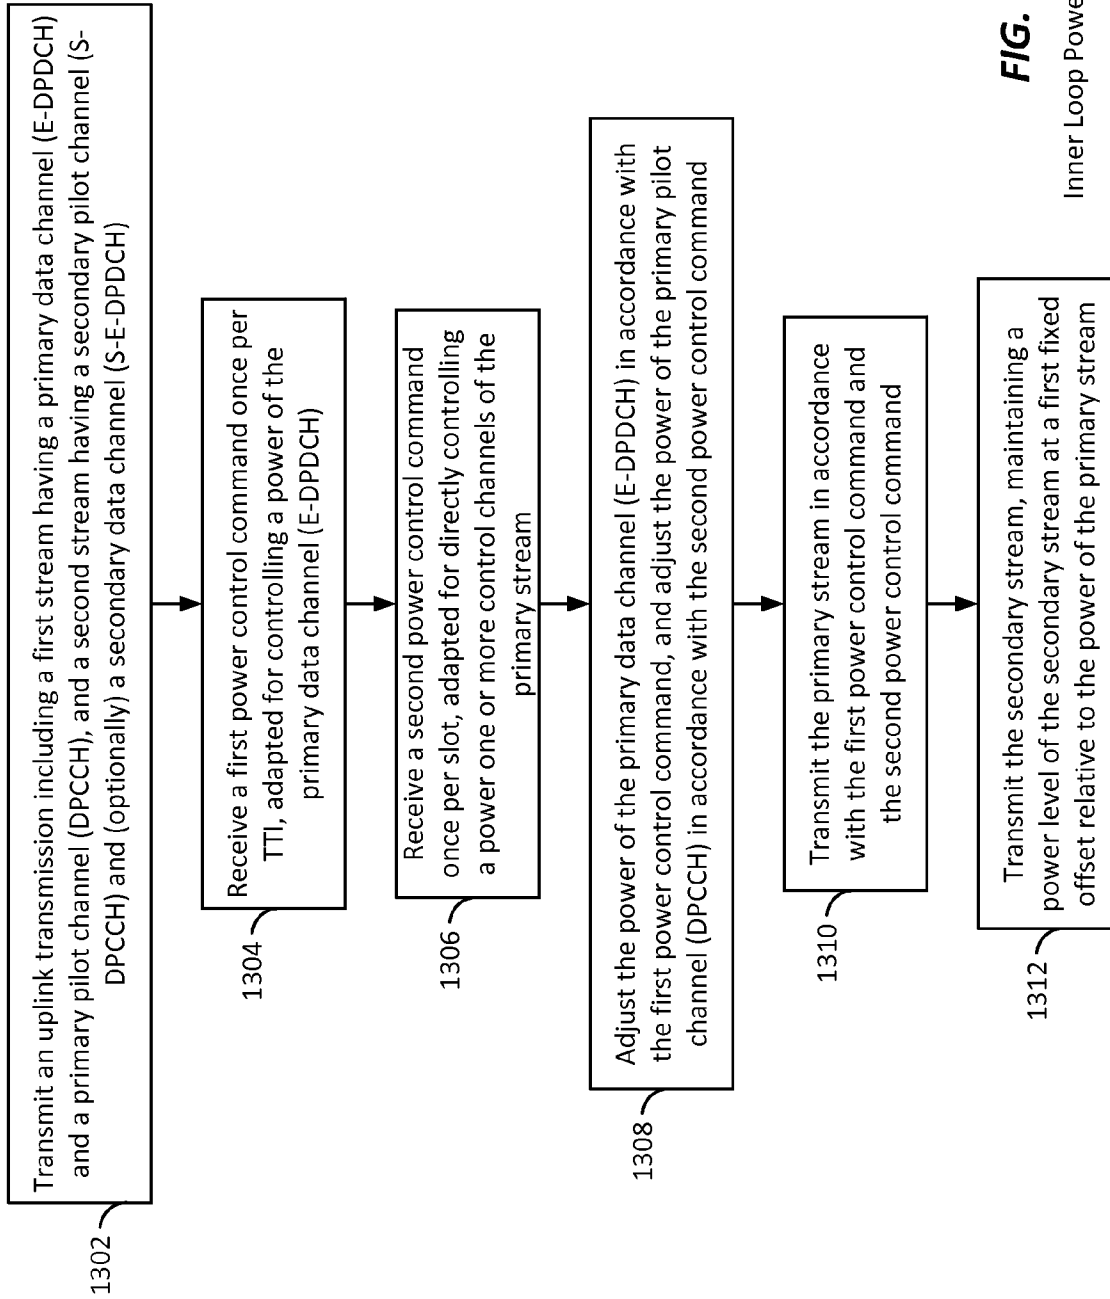 Transmit an uplink transmission including a first stream having a primary data channel (E-DPDCH)
and a primary pilot channel (DPCCH), and a second stream having a secondary pilot channel (S-
DPCCH) and (optionally) a secondary data channel (S-E-DPDCH)
1302
Receive a first power control command once per
TTI, adapted for controlling a power of the
primary data channel (E-DPDCH)
1304
Receive a second power control command
once per slot, adapted for directly controlling
a power one or more control channels of the
primary stream
1306
Adjust the power of the primary data channel (E-DPDCH) in accordance with
the first power control command, and adjust the power of the primary pilot
channel (DPCCH) in accordance with the second power control command
1308
Transmit the primary stream in accordance
with the first power control command and
the second power control command
1310
Transmit the secondary stream, maintaining a
power level of the secondary stream at a first fixed
offset relative to the power of the primary stream
1312
FIG.
Inner Loop